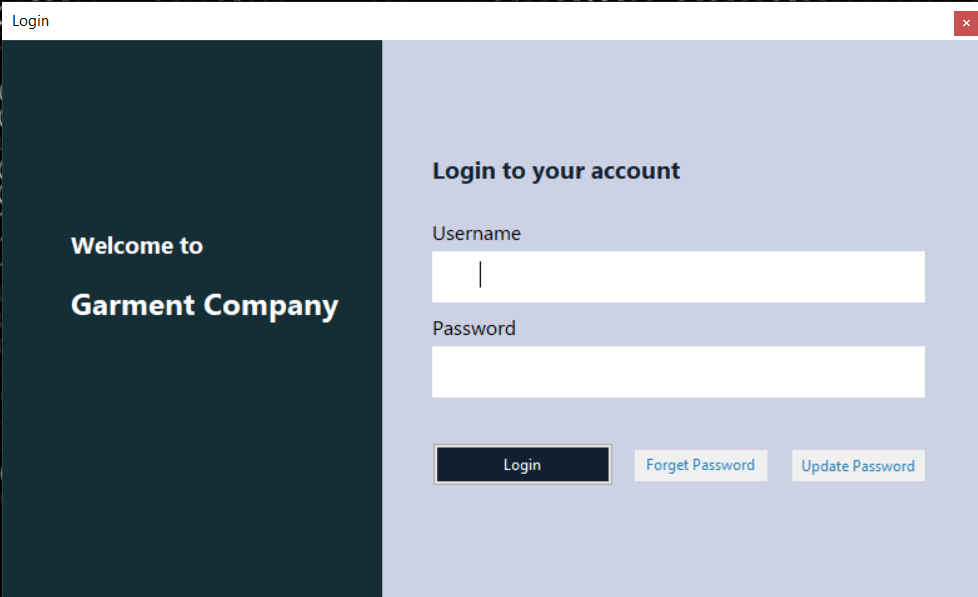 Login
Welcome to
Garment Company
Login to your account
Username
Password
Login
Forget Password
Update Password